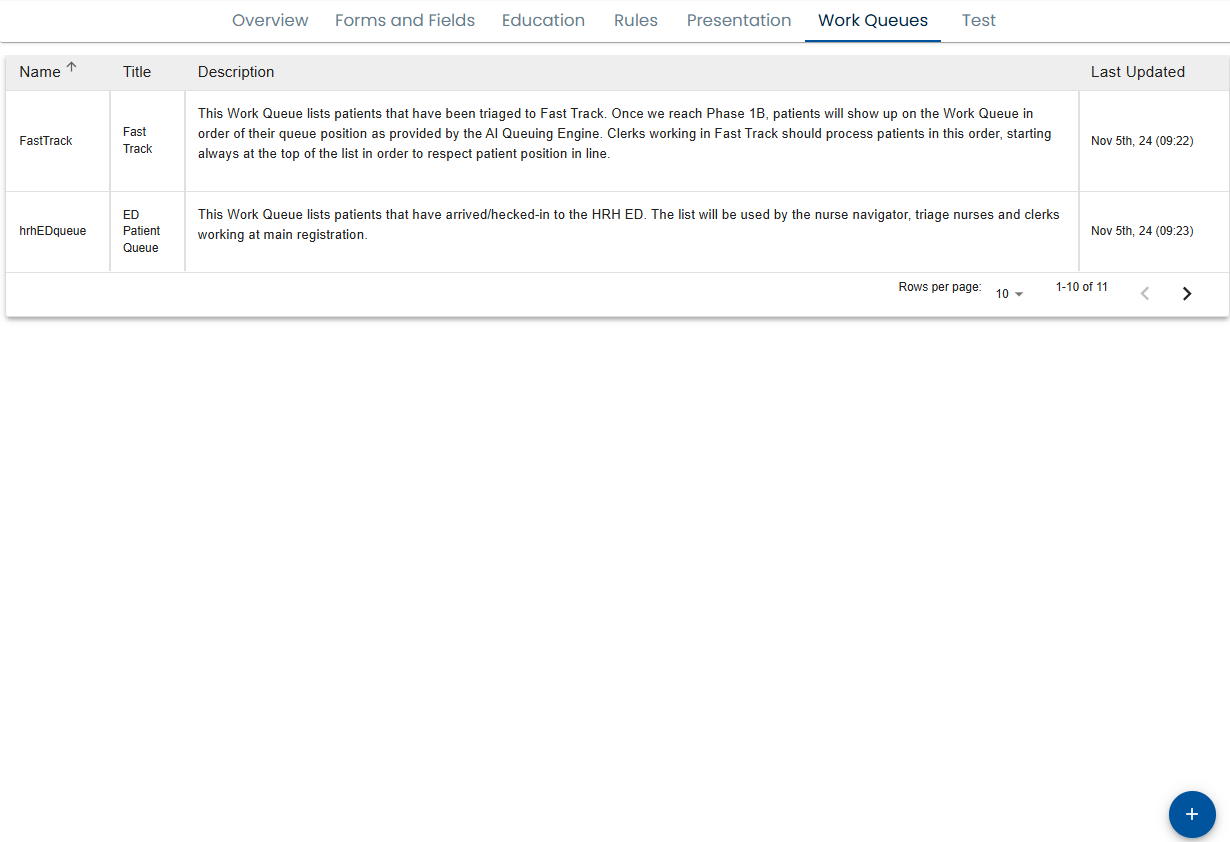 Overview Forms and Fields Education Rules Presentation Work Queues Test
Name Title Description Last Updated
FastTrack
Fast
Track
This Work Queue lists patients that have been triaged to Fast Track. Once we reach Phase 1B, patients will show up on the Work Queue in
order of their queue position as provided by the AI Queuing Engine. Clerks working in Fast Track should process patients in this order, starting
always at the top of the list in order to respect patient position in line.
Nov 5th, 24 (09:22)
hrhEDqueue
ED
Patient
Queue
This Work Queue lists patients that have arrived/hecked-in to the HRH ED. The list will be used by the nurse navigator, triage nurses and clerks
working at main registration.
Nov 5th, 24 (09:23)
Rows per page: 10 1-10 of 11